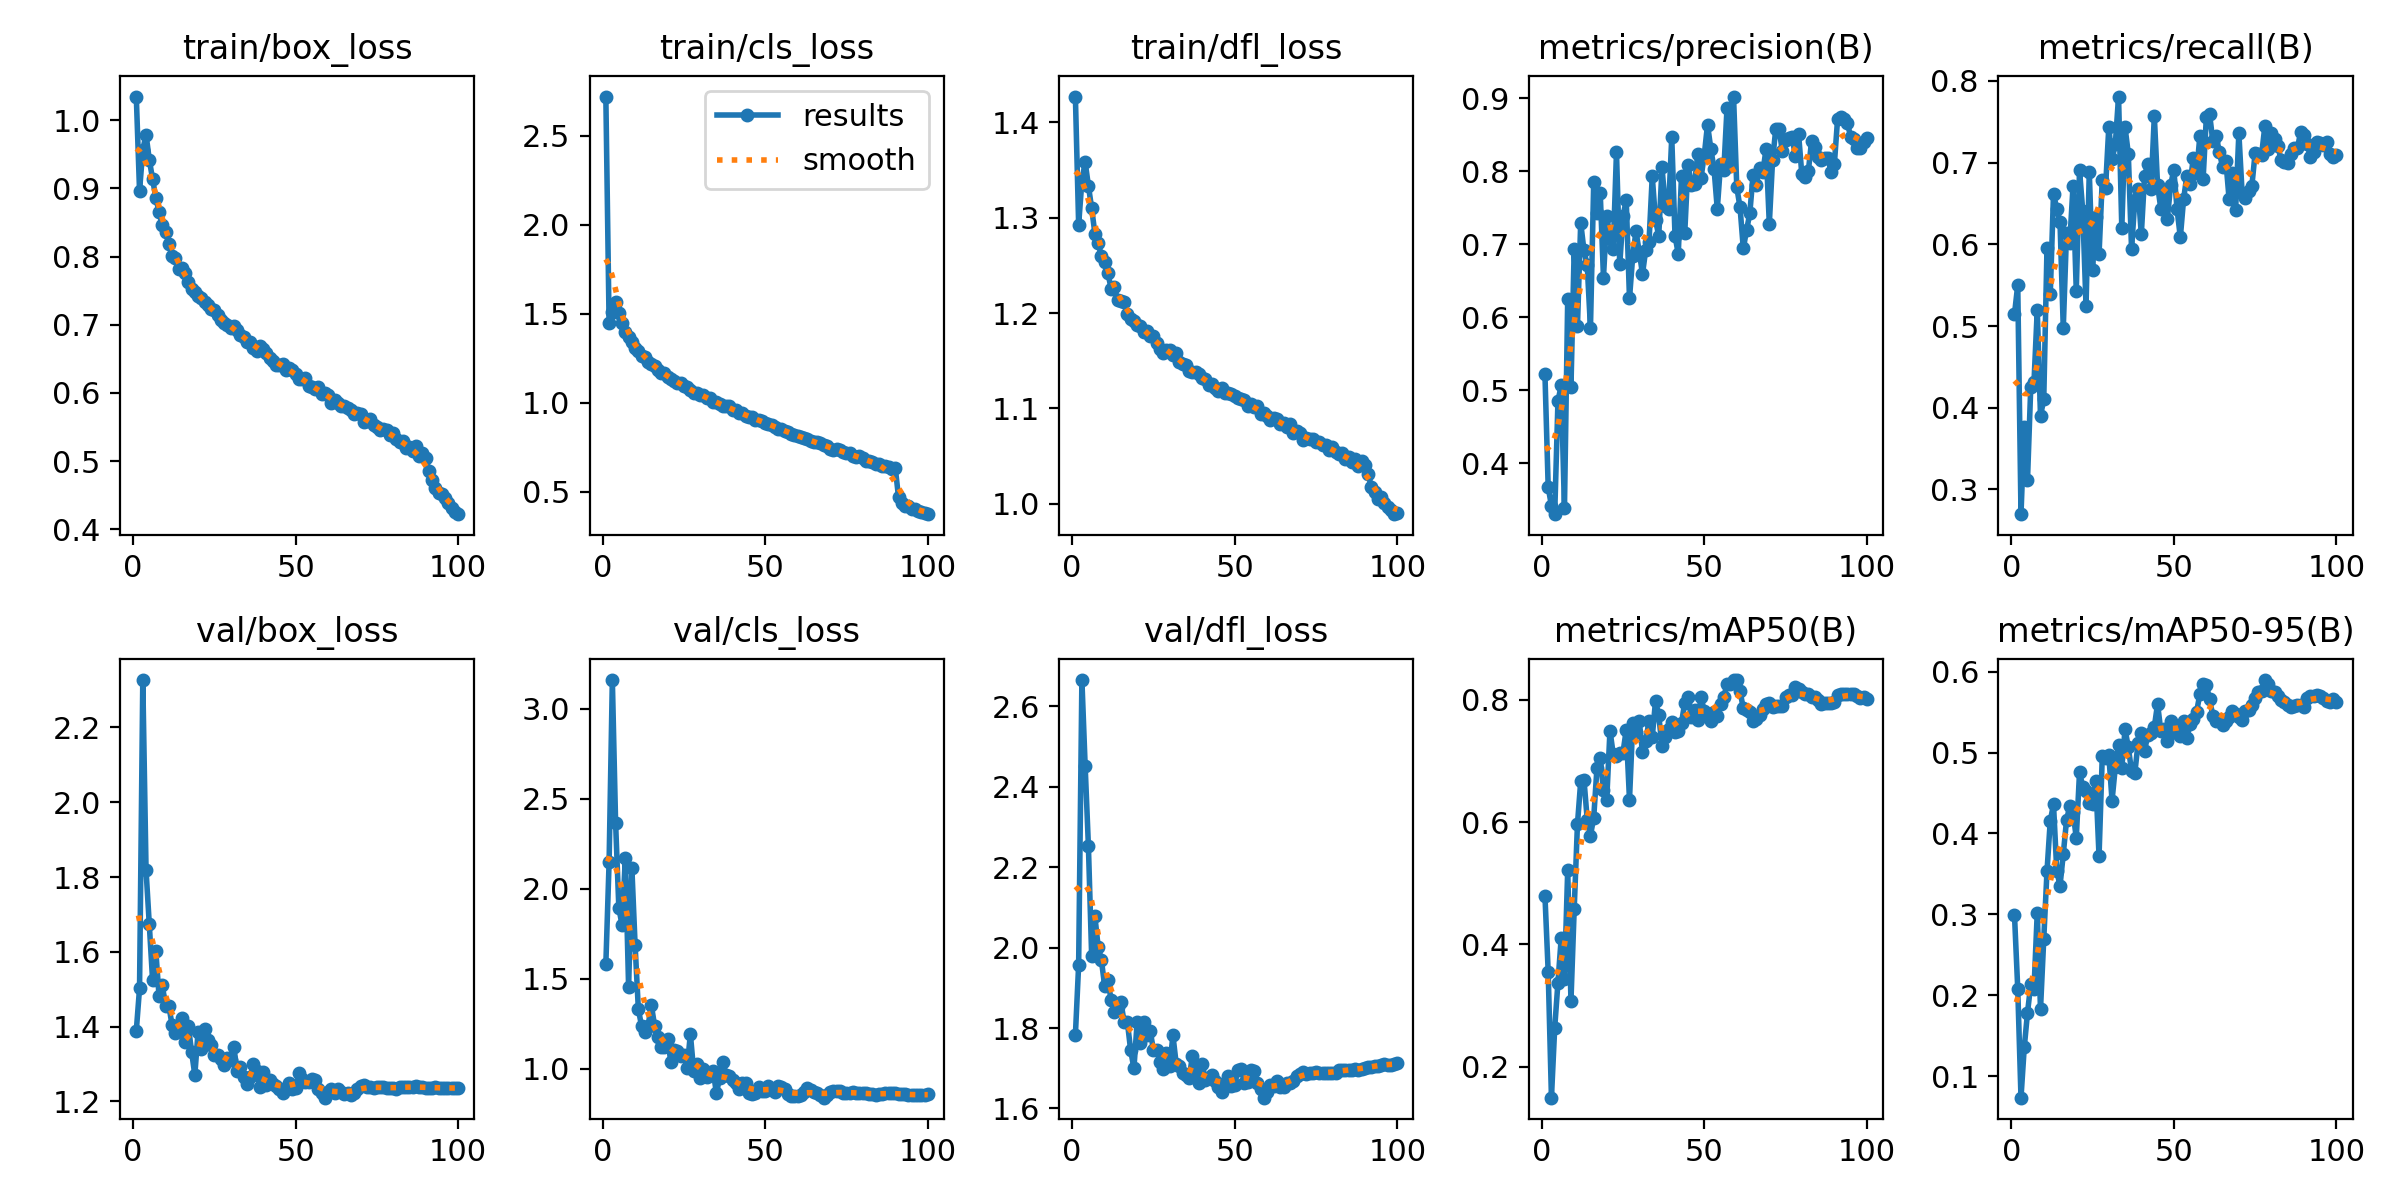 train/box_loss
train/cls_loss
train/dfl_loss
metrics/precision(B)
metrics/recall(B)
1.0
0.9
0.8
0.7
0.6
0.5
0.4
0 50 100
2.5
2.0
1.5
1.0
0.5
results
smooth
0 50 100
1.4
1.3
1.2
1.1
1.0
0 50 100
0.9
0.8
0.7
0.6
0.5
0.4
0 50 100
0.8
0.7
0.6
0.5
0.4
0.3
0 50 100
val/box_loss
val/cls_loss
val/dfl_loss
metrics/mAP50(B)
metrics/mAP50-95(B)
2.2
2.0
1.8
1.6
1.4
1.2
0 50 100
3.0
2.5
2.0
1.5
1.0
0 50 100
2.6
2.4
2.2
2.0
1.8
1.6
0 50 100
0.8
0.6
0.4
0.2
0 50 100
0.6
0.5
0.4
0.3
0.2
0.1
0 50 100